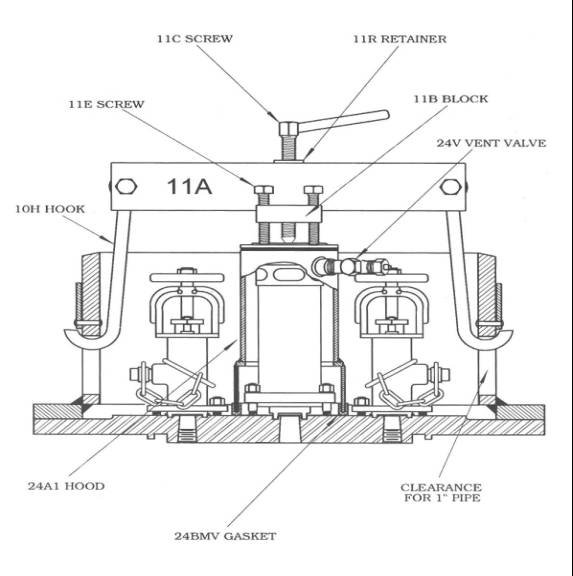 11C SCREW
11R RETAINER
11E SCREW
11B BLOCK
24V VENT VALVE
11A
10H HOOK
24A1 HOOD
CLEARANCE
FOR 1" PIPE
24BMV GASKET